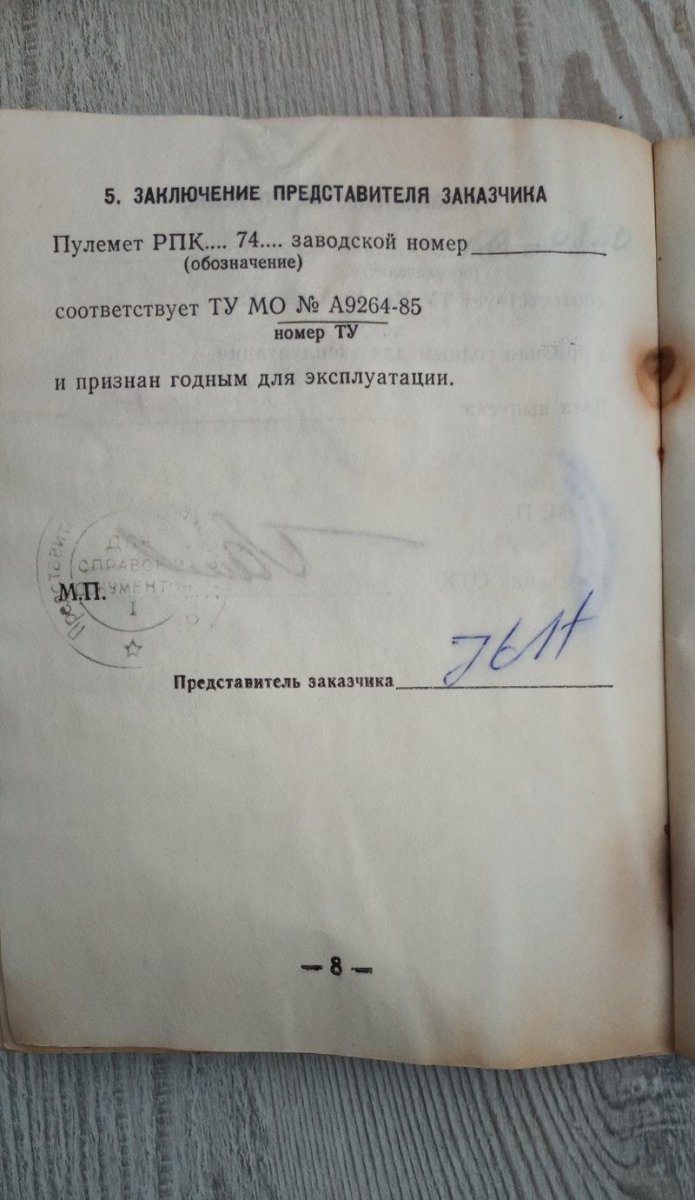 5. ЗАКЛЮЧЕНИЕ ПРЕДСТАВИТЕЛЯ ЗАКАЗЧИКА
Пулемет РПК.... 74.... заводской номер
(обозначение)
соответствует ТУ МО № А9264-85
номер ТУ
и признан годным для эксплуатации.
СПРАВОК
М.П.
I
Представитель заказчика
— 8 —